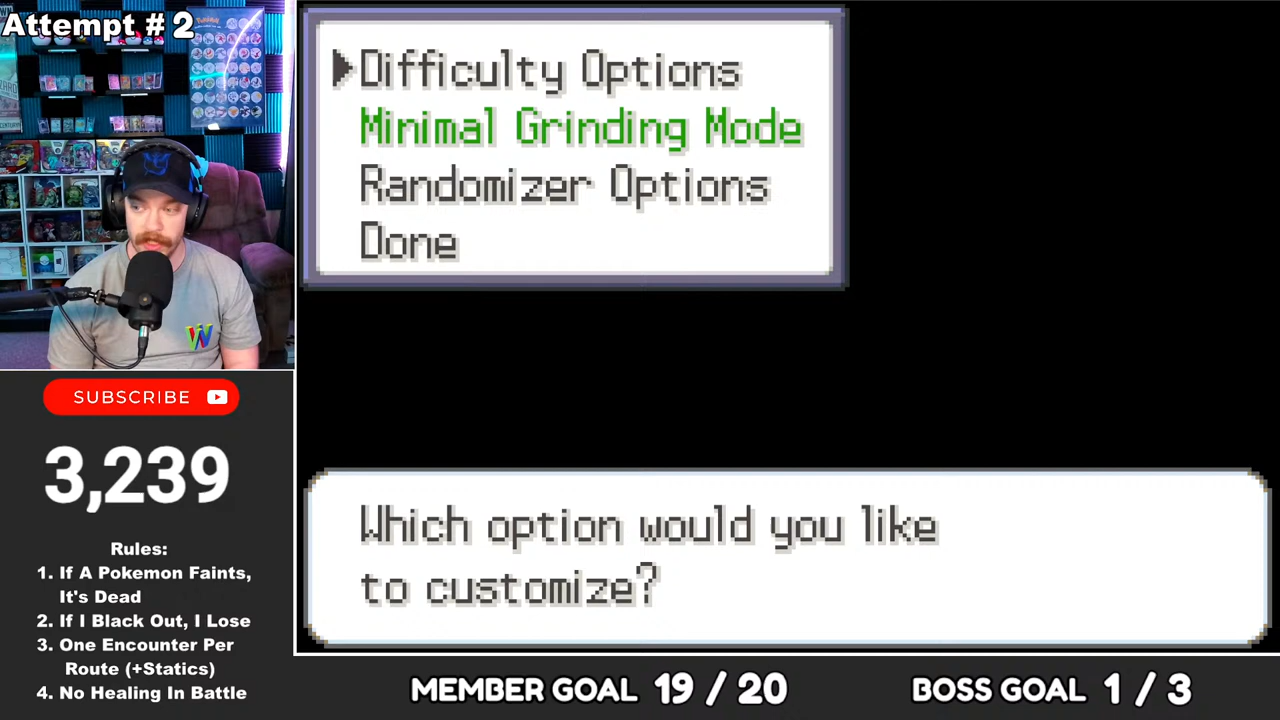 Attempt # 2
Difficulty Options
Minimal Grinding Mode
Randomizer Options
Done
SUBSCRIBE
3,239
Rules:
1. If A Pokemon Faints,
It's Dead
2. If I Black Out, I Lose
3. One Encounter Per
Route (+Statics)
4. No Healing In Battle
Which option would you like
to customize?
MEMBER GOAL 19 / 20
BOSS GOAL 1 / 3